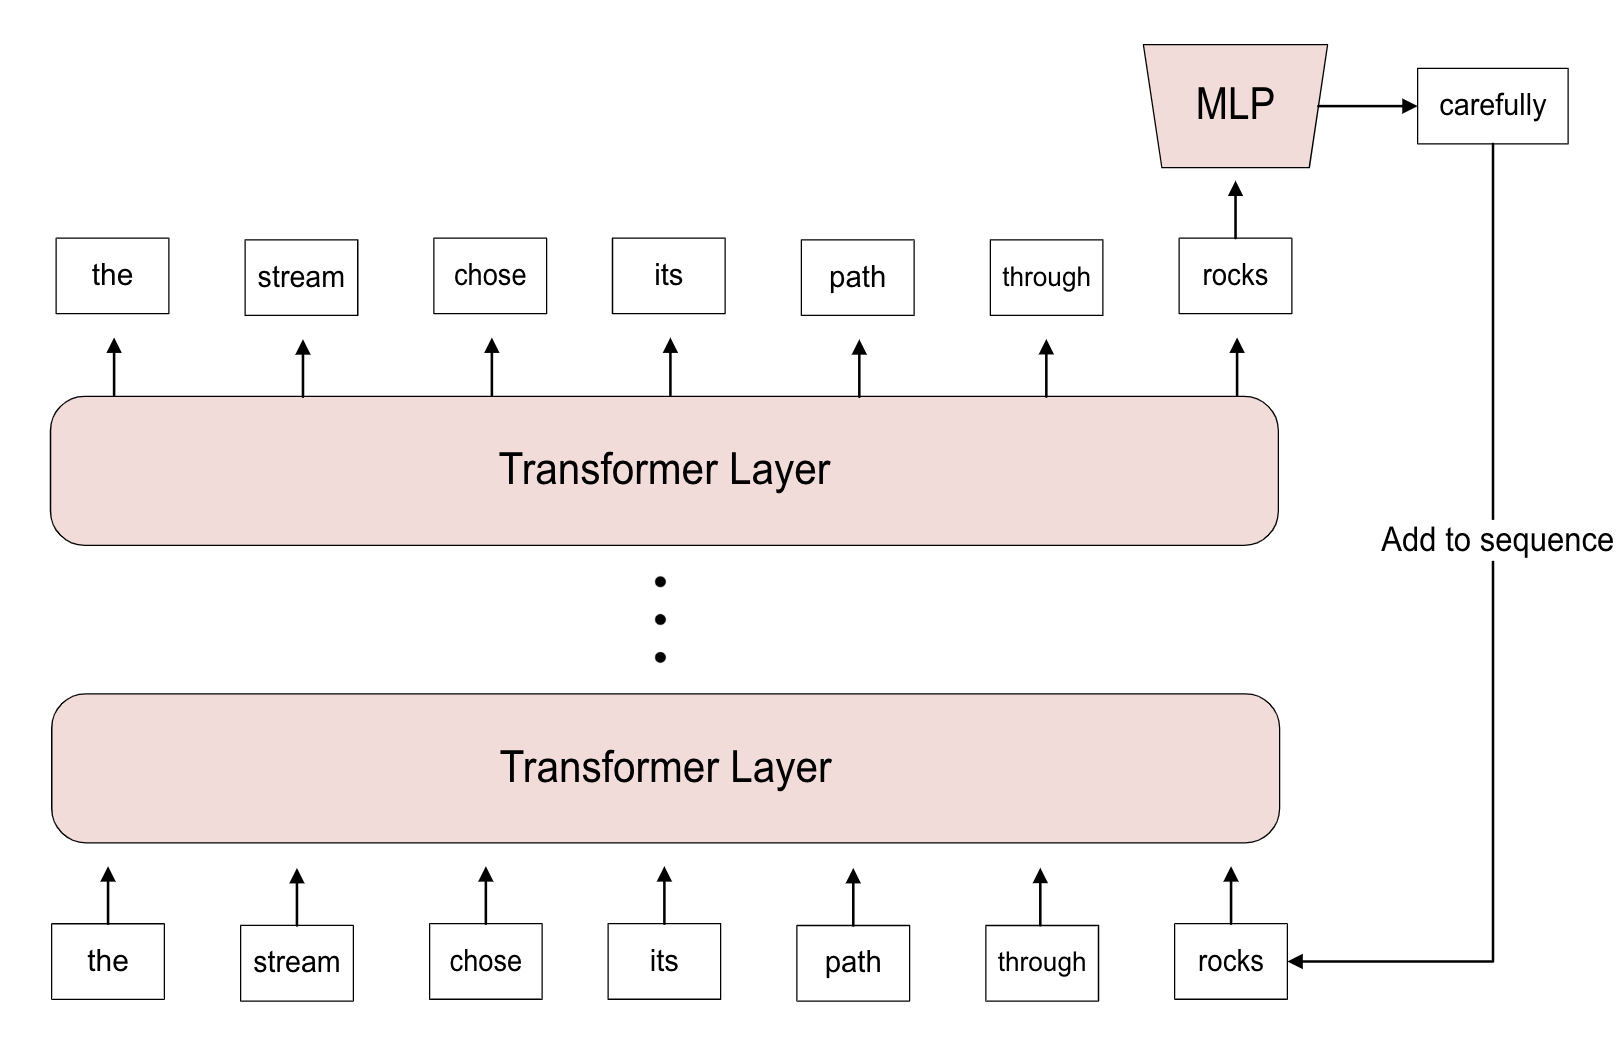 MLP
carefully
the
stream
chose
its
path
through
rocks
Transformer Layer
Add to sequence
Transformer Layer
the
stream
chose
its
path
through
rocks